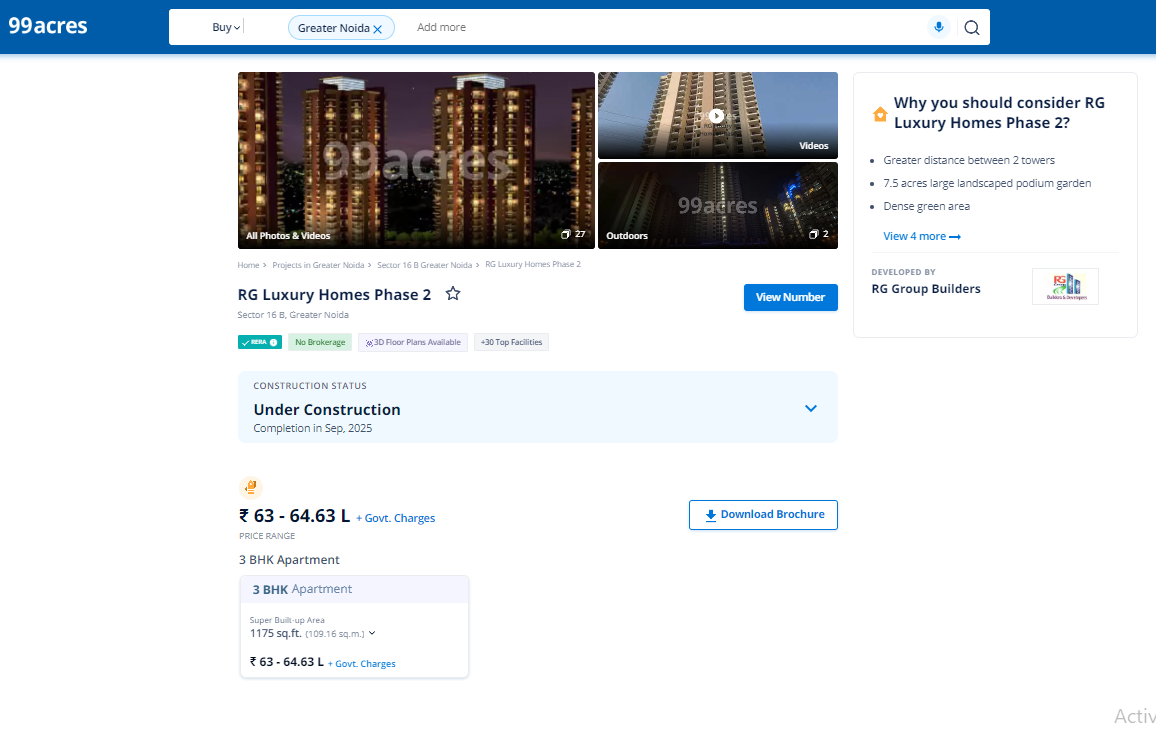 99acres
Buy
Greater Noida
Add more
99acres
All Photos & Videos
27
Videos
99acres
Outdoors
2
Home > Projects in Greater Noida > Sector 16 B Greater Noida > RG Luxury Homes Phase 2
RG Luxury Homes Phase 2
Sector 16 B, Greater Noida
View Number
RERA
No Brokerage
3D Floor Plans Available
+30 Top Facilities
CONSTRUCTION STATUS
Under Construction
Completion in Sep, 2025
₹ 63 - 64.63 L + Govt. Charges
PRICE RANGE
Download Brochure
3 BHK Apartment
3 BHK Apartment
Super Built-up Area
1175 sq.ft. (109.16 sq.m.)
₹ 63 - 64.63 L + Govt. Charges
Why you should consider RG
Luxury Homes Phase 2?
Greater distance between 2 towers
7.5 acres large landscaped podium garden
Dense green area
View 4 more
DEVELOPED BY
RG Group Builders
RG
Builders & Developers
Activ